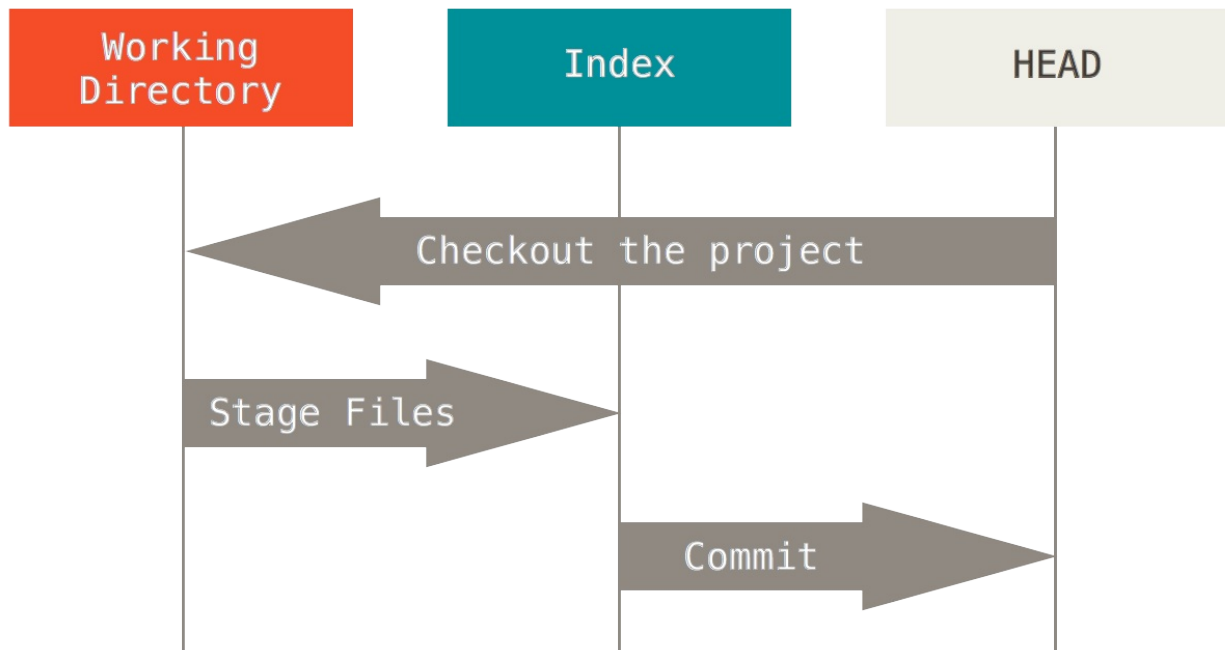 Working
Directory
Index
HEAD
Checkout the project
Stage Files
Commit